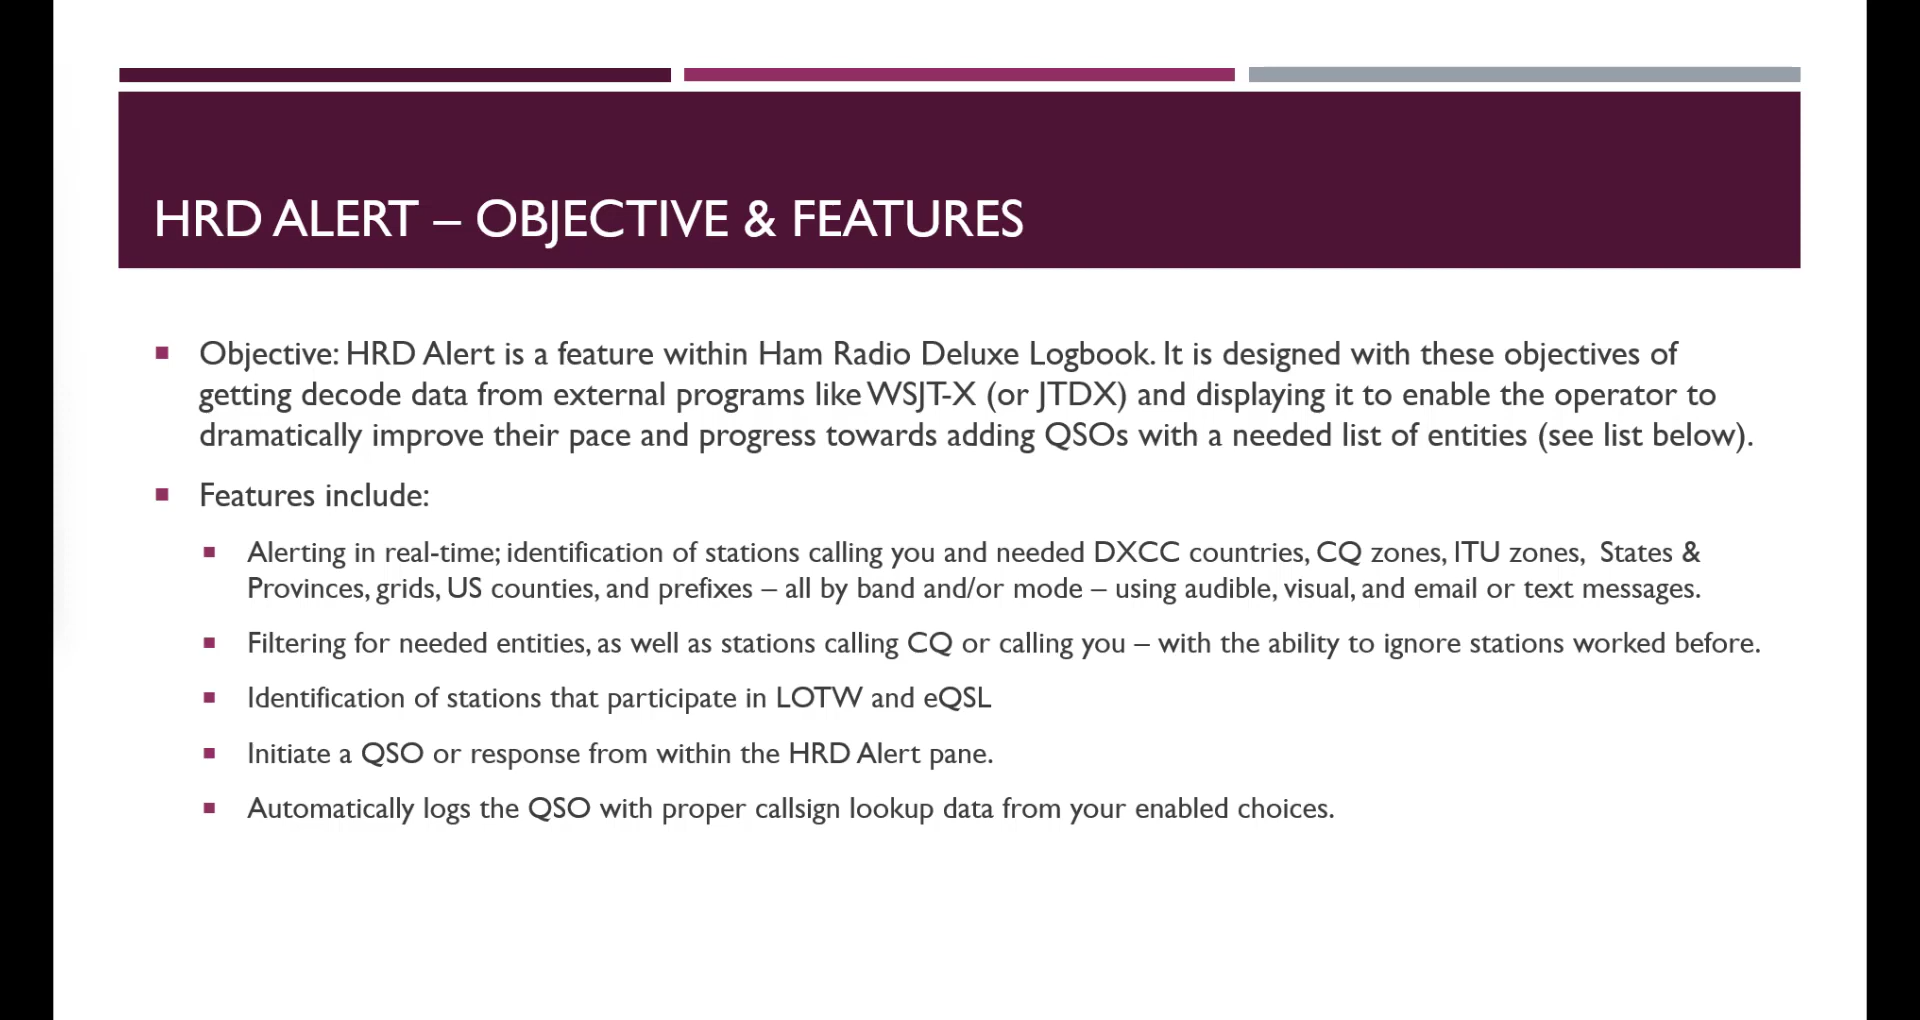 HRD ALERT – OBJECTIVE & FEATURES
Objective: HRD Alert is a feature within Ham Radio Deluxe Logbook. It is designed with these objectives of
getting decode data from external programs like WSJT-X (or JTDX) and displaying it to enable the operator to
dramatically improve their pace and progress towards adding QSOs with a needed list of entities (see list below).
Features include:
Alerting in real-time; identification of stations calling you and needed DXCC countries, CQ zones, ITU zones,  States &
Provinces, grids, US counties, and prefixes – all by band and/or mode – using audible, visual, and email or text messages.
Filtering for needed entities, as well as stations calling CQ or calling you – with the ability to ignore stations worked before.
Identification of stations that participate in LOTW and eQSL
Initiate a QSO or response from within the HRD Alert pane.
Automatically logs the QSO with proper callsign lookup data from your enabled choices.